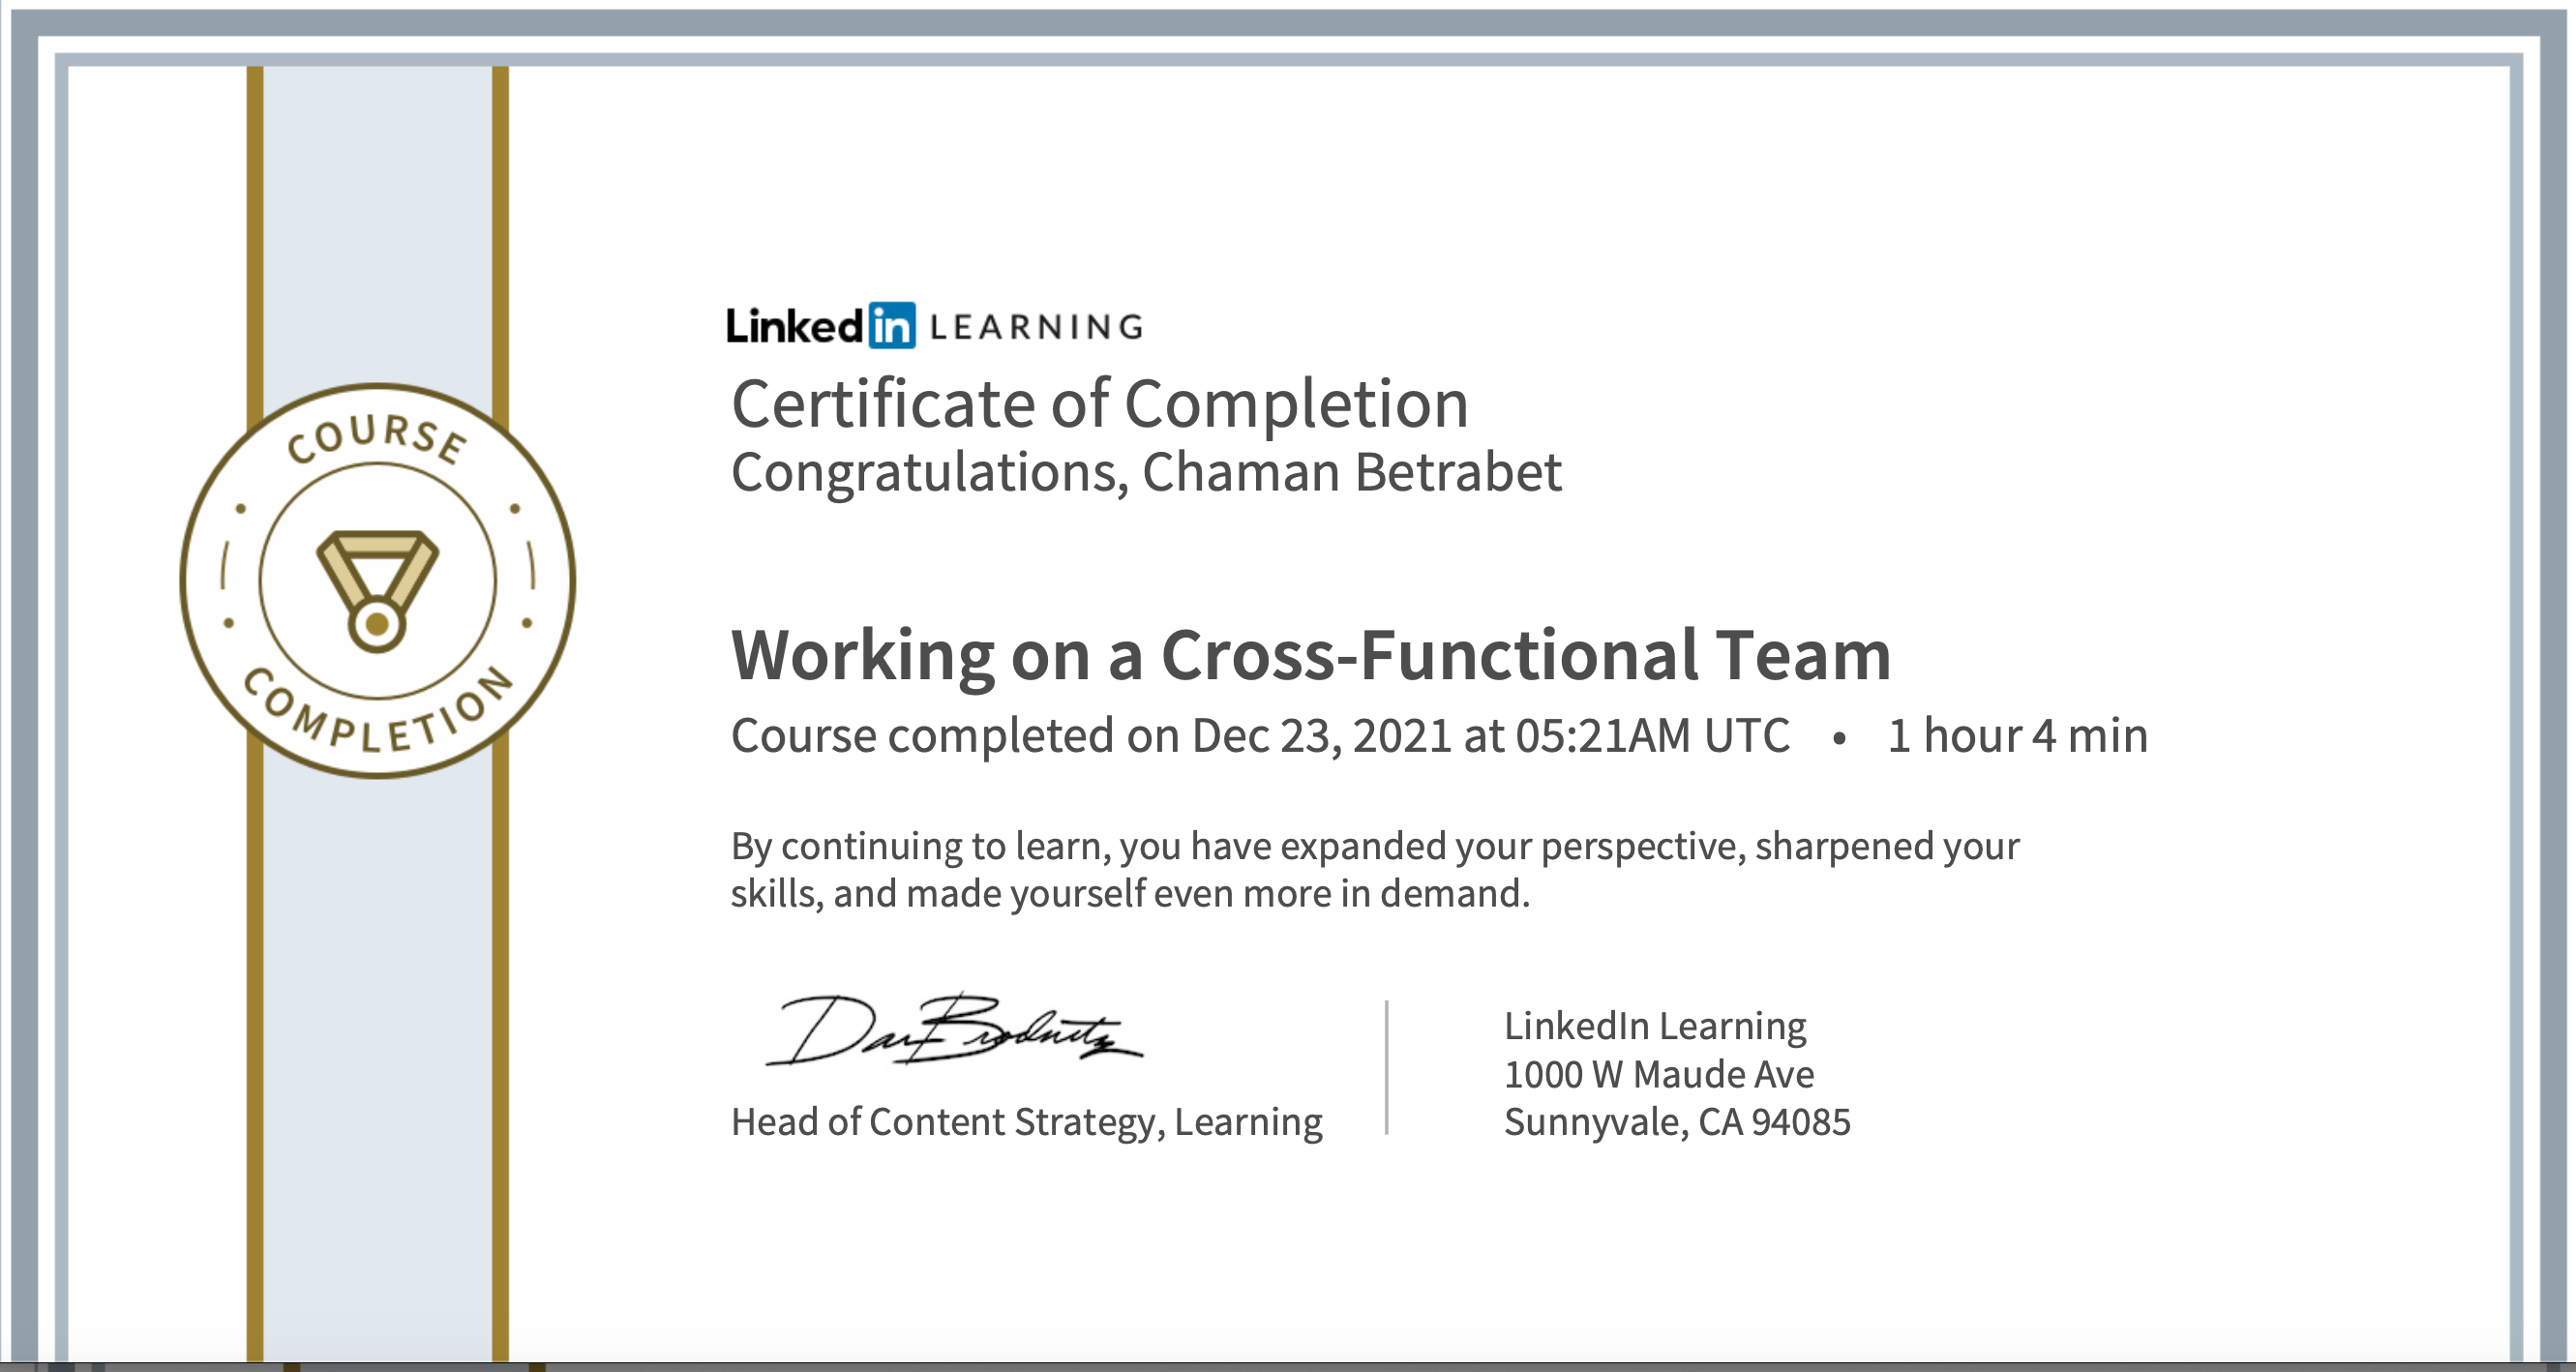 LinkedIn LEARNING
Certificate of Completion
Congratulations, Chaman Betrabet
COURSE
COMPLETION
Working on a Cross-Functional Team
Course completed on Dec 23, 2021 at 05:21AM UTC • 1 hour 4 min
By continuing to learn, you have expanded your perspective, sharpened your
skills, and made yourself even more in demand.
Dan Brodnitz
Head of Content Strategy, Learning
LinkedIn Learning
1000 W Maude Ave
Sunnyvale, CA 94085